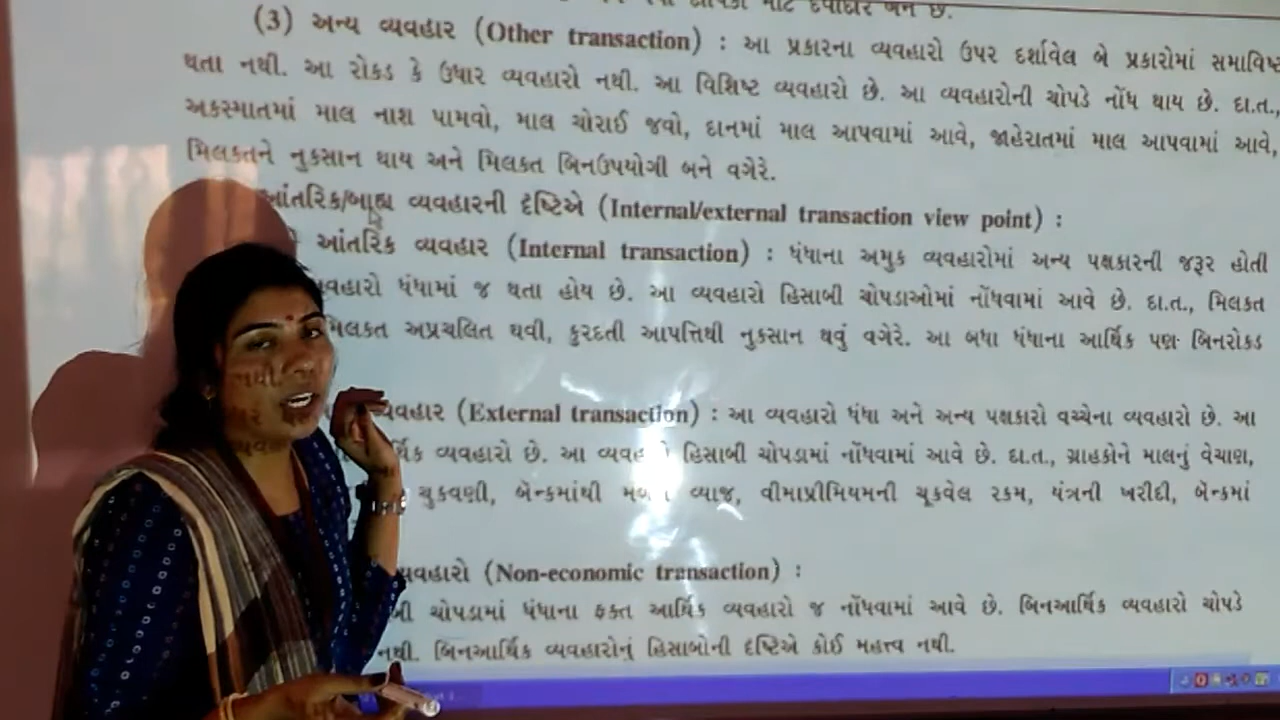 માટે દેવાદાર બને છે.
(3) અન્ય વ્યવહાર (Other transaction) : આ પ્રકારના વ્યવહારો ઉપર દર્શાવેલ બે પ્રકારોમાં સમાવિષ્ટ
થતા નથી. આ રોકડ કે ઉધાર વ્યવહારો નથી. આ વિશિષ્ટ વ્યવહારો છે. આ વ્યવહારોની ચોપડે નોંધ થાય છે. દા.ત.,
અકસ્માતમાં માલ નાશ પામવો, માલ ચોરાઈ જવો, દાનમાં માલ આપવામાં આવે, જાહેરાતમાં માલ આપવામાં આવે,
મિલકતને નુકસાન થાય અને મિલકત બિનઉપયોગી બને વગેરે.
આંતરિક/બાહ્ય વ્યવહારની દૃષ્ટિએ (Internal/external transaction view point) :
આંતરિક વ્યવહાર (Internal transaction) : ધંધાના અમુક વ્યવહારોમાં અન્ય પક્ષકારની જરૂર હોતી
વ્યવહારો ધંધામાં જ થતા હોય છે. આ વ્યવહારો હિસાબી ચોપડાઓમાં નોંધવામાં આવે છે. દા.ત., મિલકત
મિલકત અપ્રચલિત થવી, કુદરતી આપત્તિથી નુકસાન થવું વગેરે. આ બધા ધંધાના આર્થિક પણ બિનરોકડ
વ્યવહાર (External transaction) : આ વ્યવહારો ધંધા અને અન્ય પક્ષકારો વચ્ચેના વ્યવહારો છે. આ
ર્થિક વ્યવહારો છે. આ હિસાબી ચોપડામાં નોંધવામાં આવે છે. દા.ત., ગ્રાહકોને માલનું વેચાણ,
ચુકવણી, બૅન્કમાંથી વ્યાજ, વીમાપ્રીમિયમની ચૂકવેલ રકમ, યંત્રની ખરીદી, બૅન્કમાં
વ્યવહારો (Non-economic transaction) :
ચોપડામાં ધંધાના ફક્ત આર્થિક વ્યવહારો જ નોંધવામાં આવે છે. બિનઆર્થિક વ્યવહારો ચોપડે
નથી. બિનઆર્થિક વ્યવહારોનું હિસાબોની દૃષ્ટિએ કોઈ મહત્ત્વ નથી.